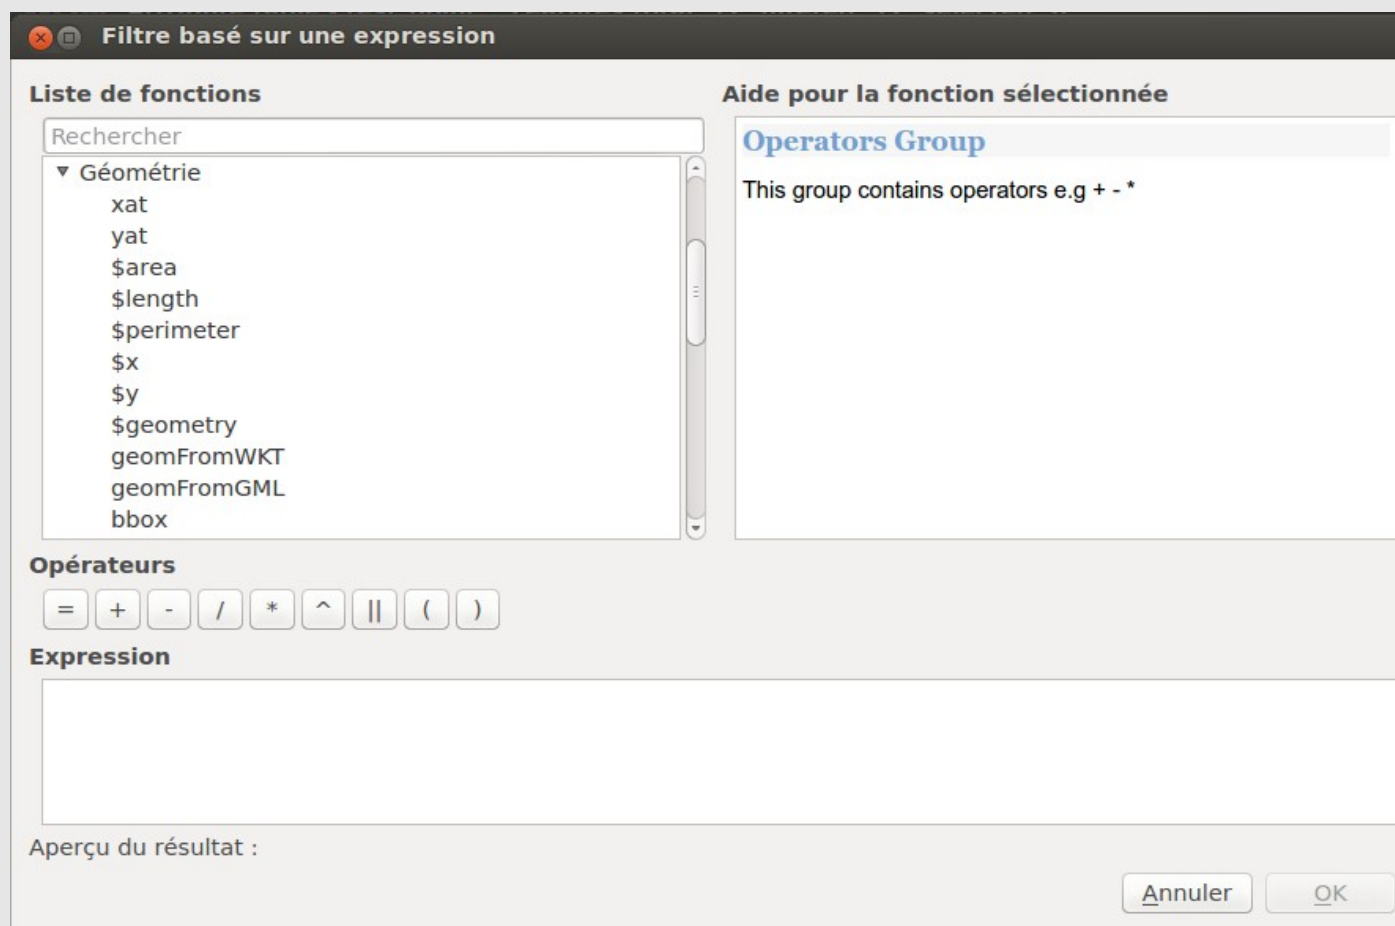 Filtre basé sur une expression
Liste de fonctions
Rechercher
Géométrie
xat
yat
$area
$length
$perimeter
$x
$y
$geometry
geomFromWKT
geomFromGML
bbox
Aide pour la fonction sélectionnée
Operators Group
This group contains operators e.g + - *
Opérateurs
= + - / * ^ || ( )
Expression
Aperçu du résultat :
Annuler OK